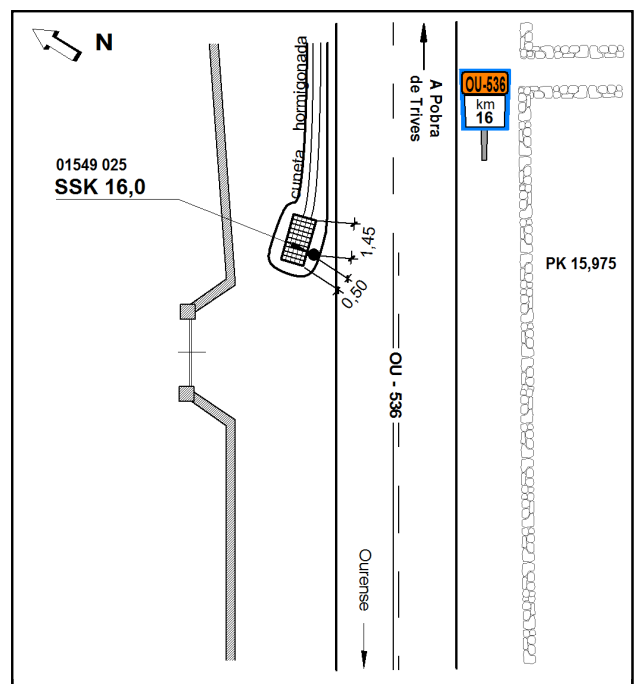 N
cuneta hormigonada
A Pobra
de Trives
OU-536
km
16
01549 025
SSK 16,0
1,45
0,50
PK 15,975
OU - 536
Ourense